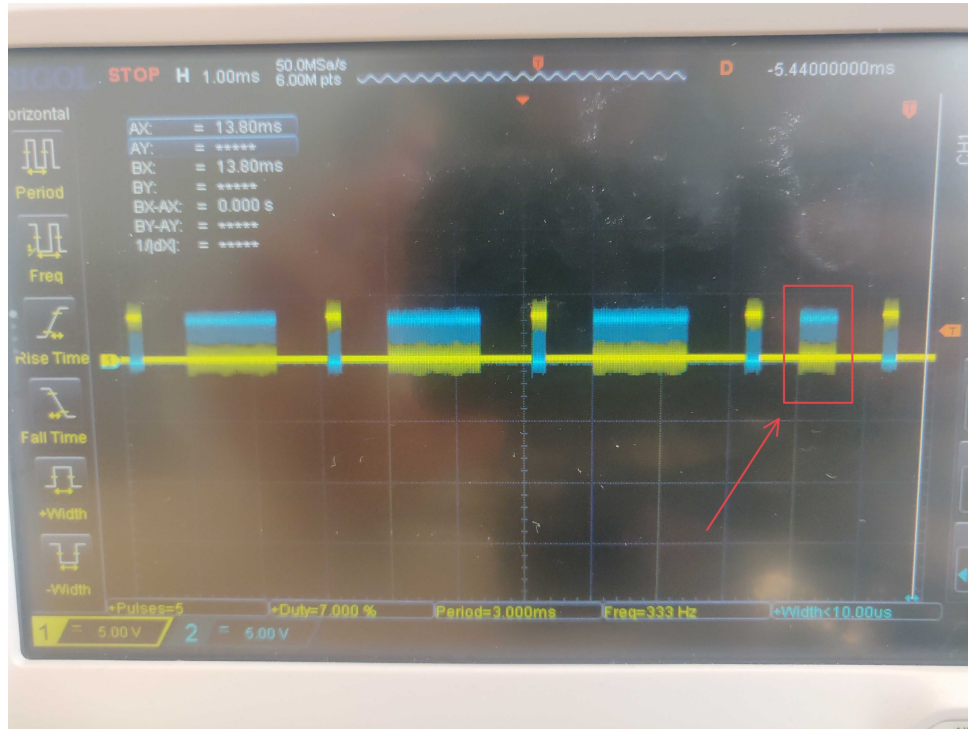 RIGOL STOP H 1.00ms 50.0MSa/s 6.00M pts D -5.44000000ms
orizontal
Period
Freq
Rise Time
Fall Time
+Width
-Width
AX: = 13.80ms
AY: = *****
BX: = 13.80ms
BY: = *****
BX-AX: = 0.000 s
BY-AY: = *****
1/|dX|: = *****
T
T
CH1
1
T
+Pulses=5 +Duty=7.000 % Period=3.000ms Freq=333 Hz +Width<10.00us
1 = 5.00 V 2 = 5.00 V